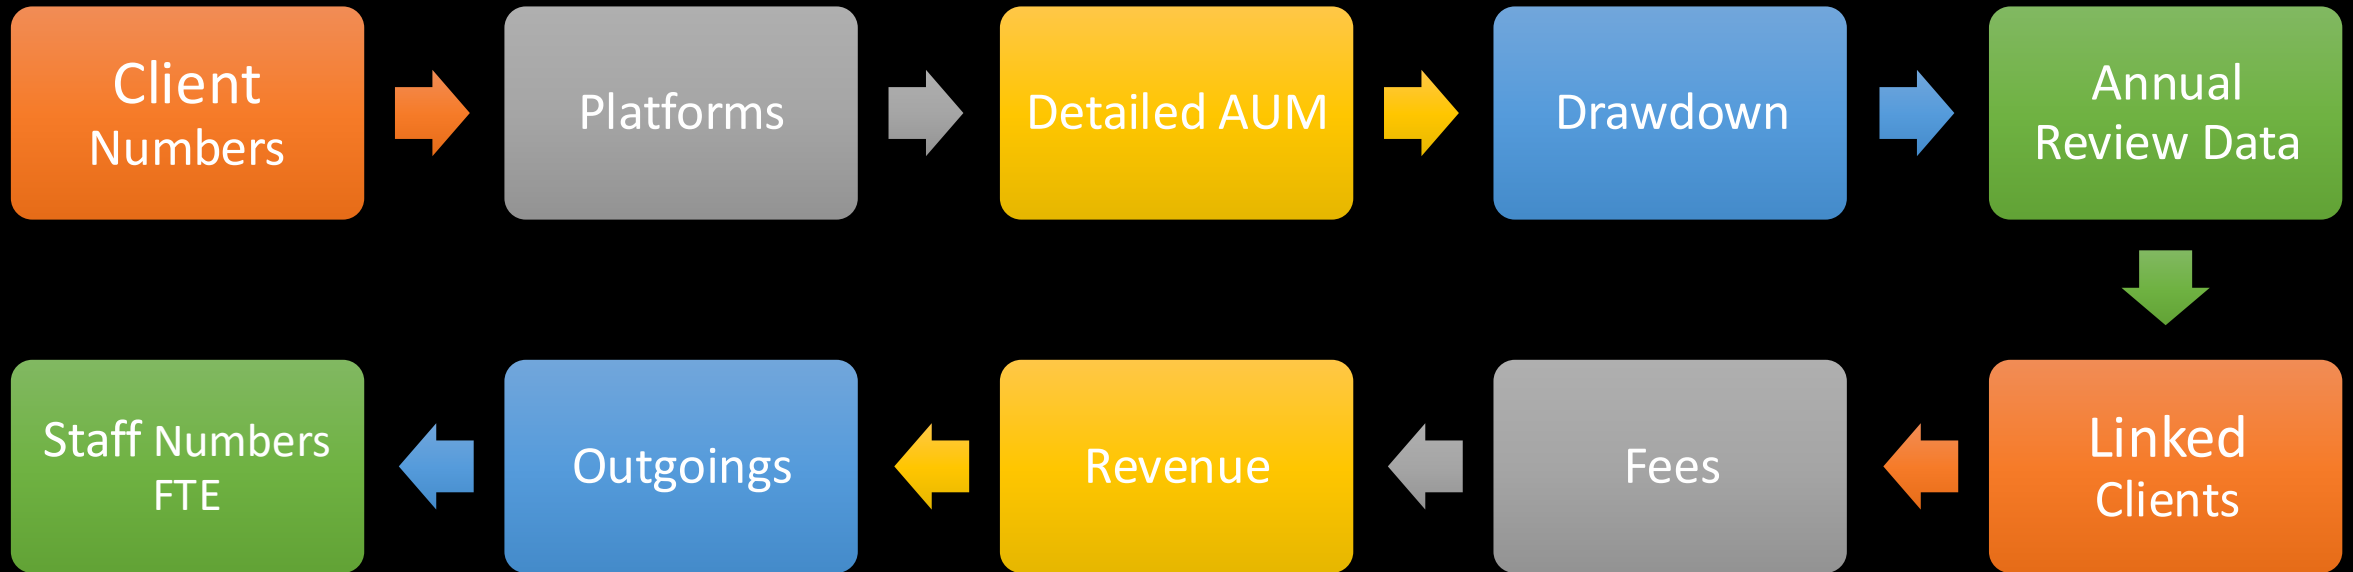 Client
Numbers
Platforms
Detailed AUM
Drawdown
Annual
Review Data
Linked
Clients
Fees
Revenue
Outgoings
Staff Numbers
FTE